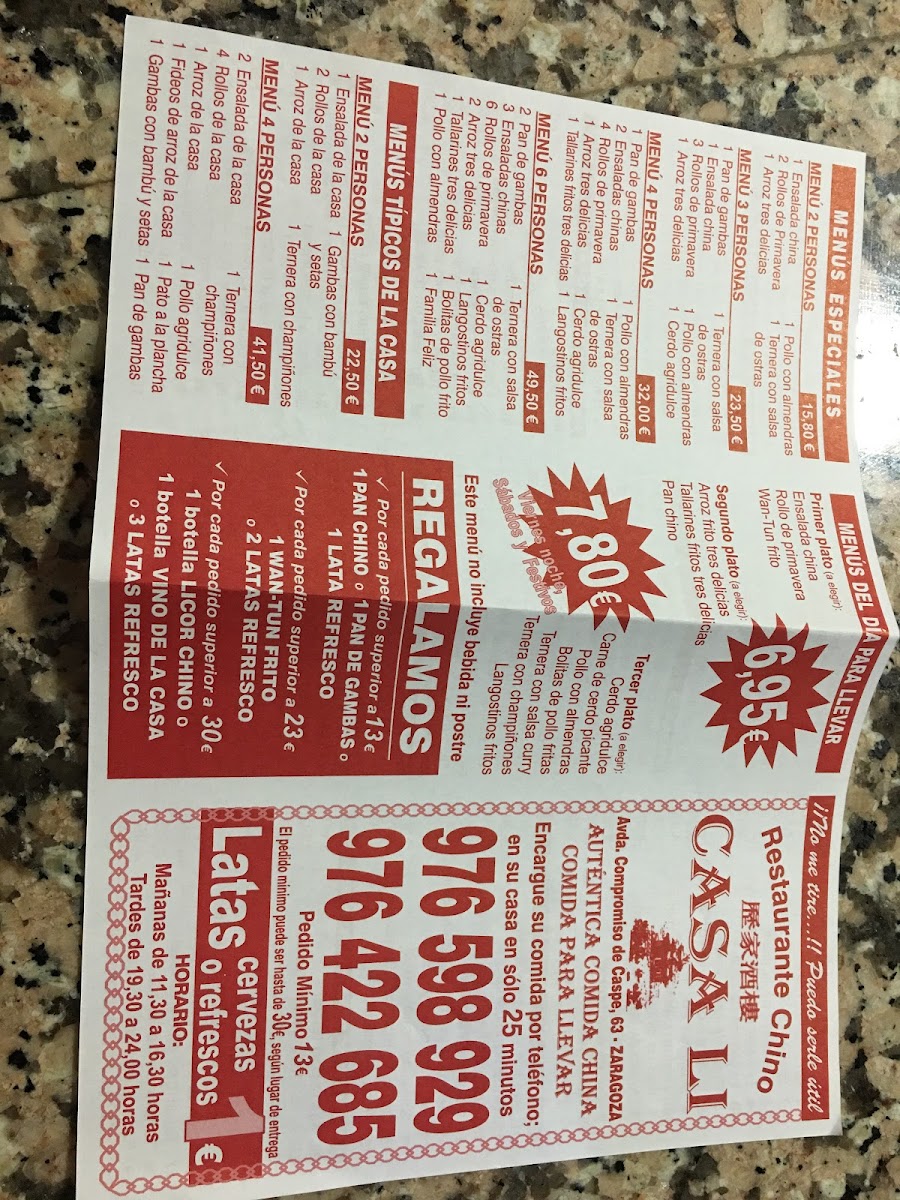 MENÚS ESPECIALES
MENÚ 2 PERSONAS 15,80 €
1 Ensalada china
2 Rollos de Primavera
1 Arroz tres delicias
1 Pollo con almendras
1 Ternera con salsa
de ostras
MENÚ 3 PERSONAS 23,50 €
1 Pan de gambas
1 Ensalada china
3 Rollos de primavera
1 Arroz tres delicias
1 Ternera con salsa
de ostras
1 Pollo con almendras
1 Cerdo agridulce
MENÚ 4 PERSONAS 32,00 €
1 Pan de gambas
2 Ensaladas chinas
4 Rollos de primavera
1 Arroz tres delicias
1 Tallarines fritos tres delicias
1 Pollo con almendras
1 Ternera con salsa
de ostras
1 Cerdo agridulce
1 Langostinos fritos
MENÚ 6 PERSONAS 49,50 €
2 Pan de gambas
3 Ensaladas chinas
6 Rollos de primavera
2 Arroz tres delicias
1 Tallarines tres delicias
1 Pollo con almendras
1 Ternera con salsa
de ostras
1 Cerdo agridulce
1 Langostinos fritos
1 Bolitas de pollo frito
1 Familia Feliz
MENÚS TÍPICOS DE LA CASA
MENÚ 2 PERSONAS 22,50 €
1 Ensalada de la casa
2 Rollos de la casa
1 Arroz de la casa
1 Gambas con bambú
y setas
1 Ternera con champiñones
MENÚ 4 PERSONAS 41,50 €
2 Ensalada de la casa
4 Rollos de la casa
1 Arroz de la casa
1 Fideos de arroz de la casa
1 Gambas con bambú y setas
1 Ternera con
champiñones
1 Pollo agridulce
1 Pato a la plancha
1 Pan de gambas
MENÚS DEL DÍA PARA LLEVAR
Primer plato (a elegir):
Ensalada china
Rollo de primavera
Wan-Tun frito
6,95 €
Segundo plato (a elegir):
Arroz frito tres delicias
Tallarines fritos tres delicias
Pan chino
Tercer plato (a elegir):
Cerdo agridulce
Carne de cerdo picante
Pollo con almendras
Bolitas de pollo fritas
Ternera con salsa curry
Ternera con champiñones
Langostinos fritos
7,80 €
Viernes noche,
Sábados y Festivos
Este menú no incluye bebida ni postre
REGALAMOS
✓ Por cada pedido superior a 13 €
1 PAN CHINO o 1 PAN DE GAMBAS o
1 LATA REFRESCO
✓ Por cada pedido superior a 23 €
1 WAN-TUN FRITO
o 2 LATAS REFRESCO
✓ Por cada pedido superior a 30 €
1 botella LICOR CHINO o
1 botella VINO DE LA CASA
o 3 LATAS REFRESCO
¡¡No me tire...!! Puedo serle útil
Restaurante Chino
歷家酒樓
CASA LI
Avda. Compromiso de Caspe, 63 • ZARAGOZA
AUTÉNTICA COMIDA CHINA
COMIDA PARA LLEVAR
Encargue su comida por teléfono;
en su casa en sólo 25 minutos
976 598 929
976 422 685
Pedido Mínimo 13 €
El pedido mínimo puede ser hasta de 30€, según lugar de entrega
Latas cervezas
o refrescos 1 €
HORARIO:
Mañanas de 11,30 a 16,30 horas
Tardes de 19,30 a 24,00 horas